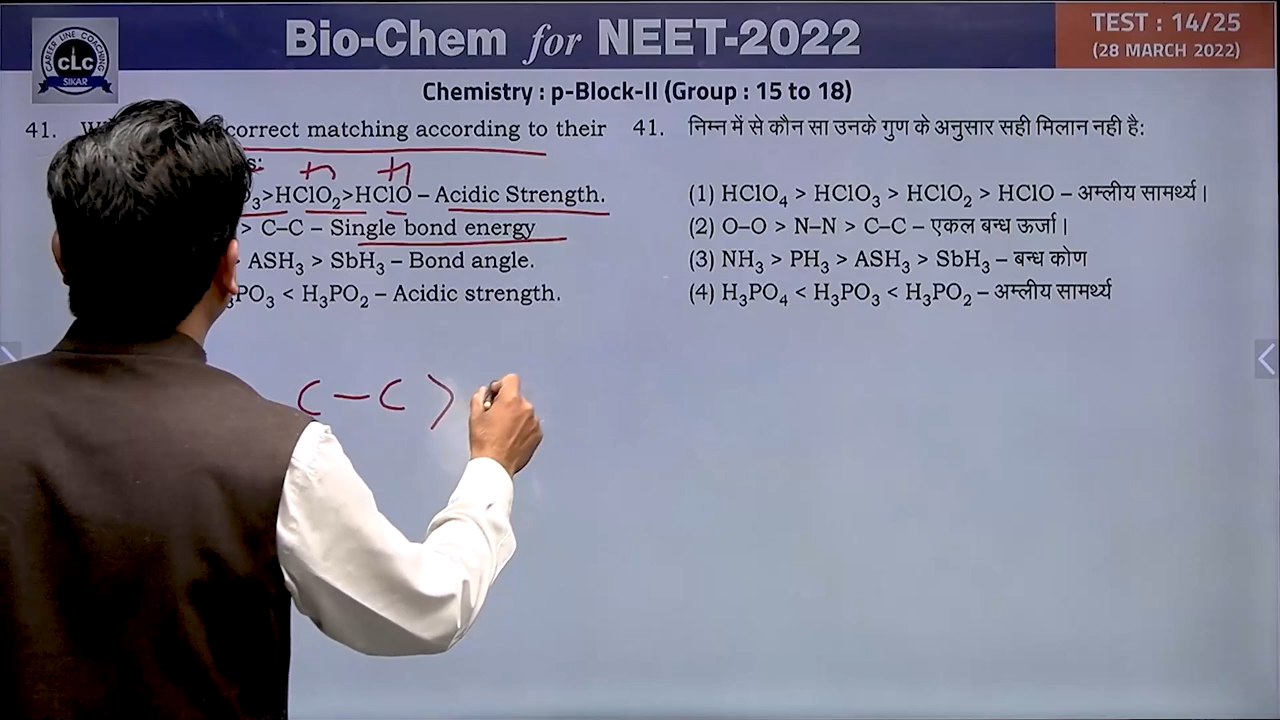 CAREER LINE COACHING
CLC
SIKAR
Bio-Chem for NEET-2022
TEST : 14/25
(28 MARCH 2022)
Chemistry : p-Block-II (Group : 15 to 18)
41. correct matching according to their
s:
₃>HClO₂>HClO – Acidic Strength.
> C–C – Single bond energy
> ASH₃ > SbH₃ – Bond angle.
₃PO₃ < H₃PO₂ – Acidic strength.
41. निम्न में से कौन सा उनके गुण के अनुसार सही मिलान नही है:
(1) HClO₄ > HClO₃ > HClO₂ > HClO – अम्लीय सामर्थ्य।
(2) O–O > N–N > C–C – एकल बन्ध ऊर्जा।
(3) NH₃ > PH₃ > ASH₃ > SbH₃ – बन्ध कोण
(4) H₃PO₄ < H₃PO₃ < H₃PO₂ – अम्लीय सामर्थ्य
C – C >